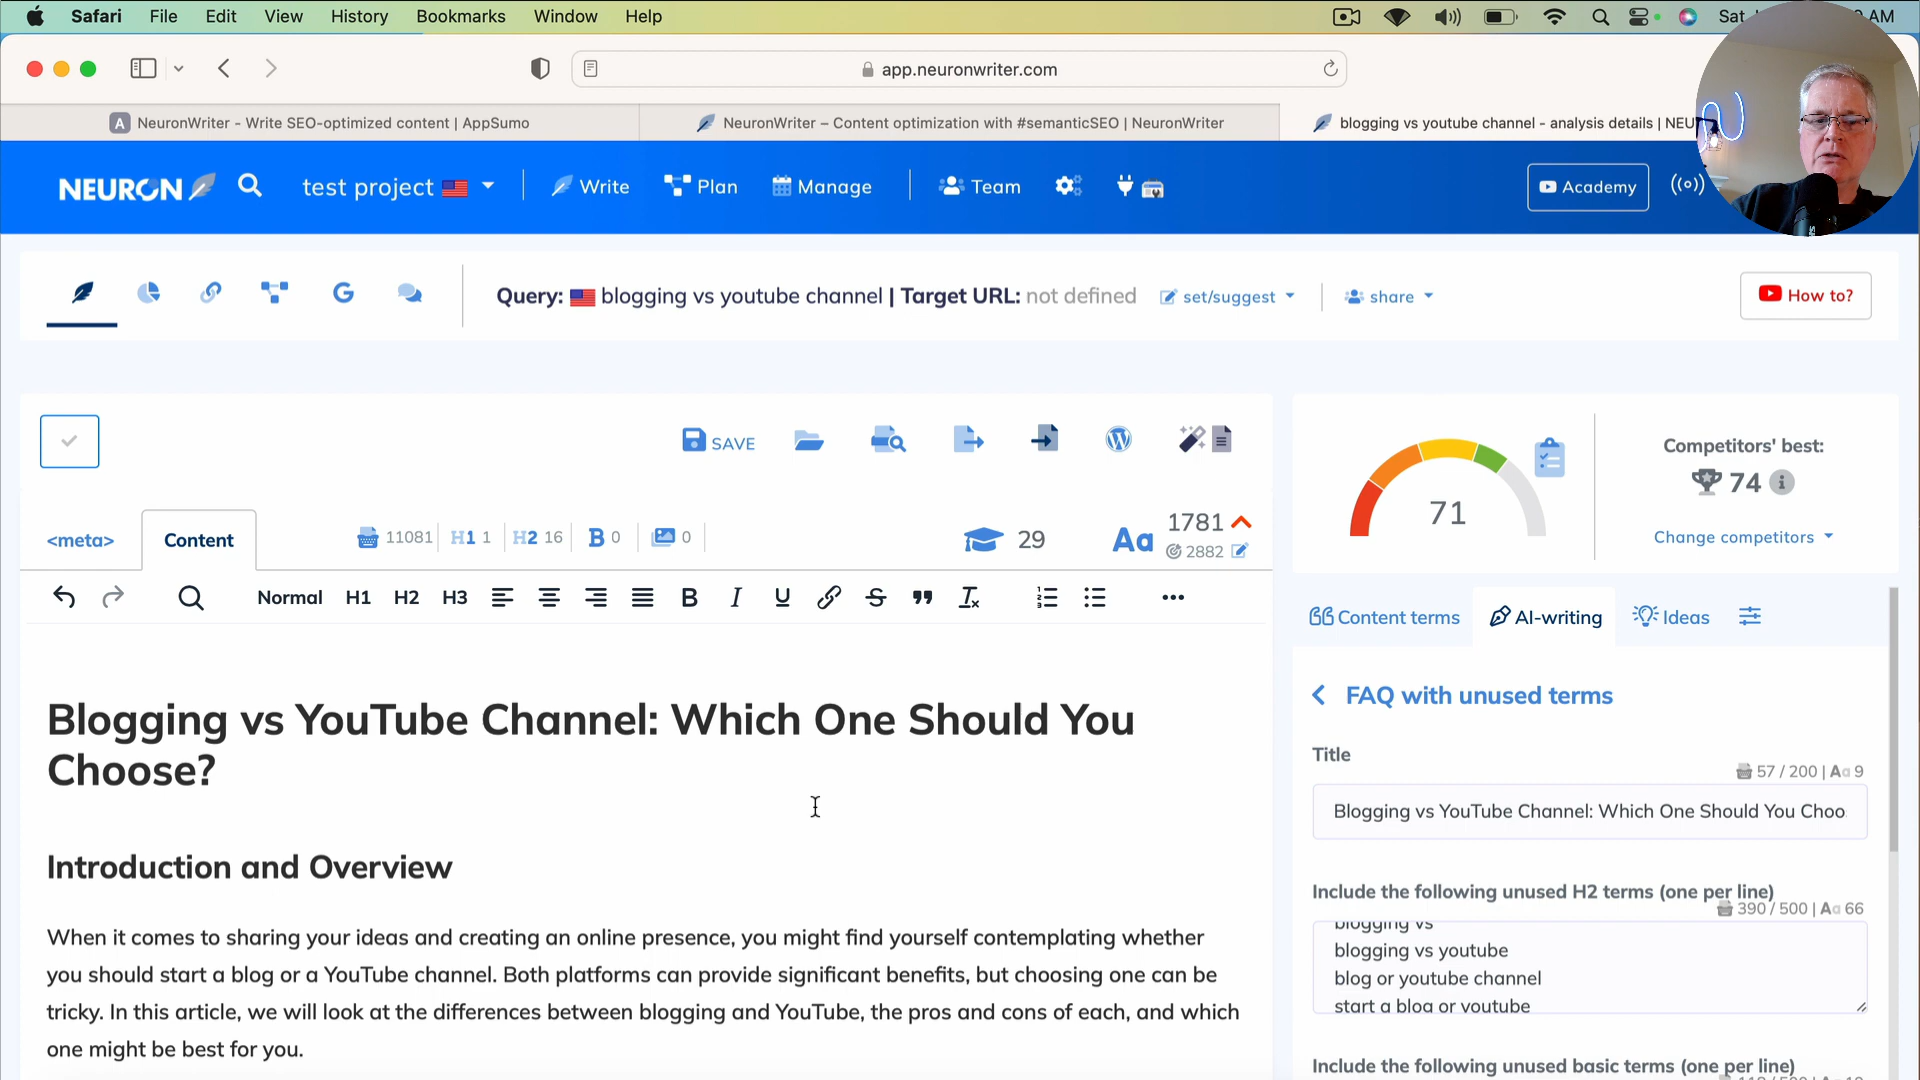 Safari File Edit View History Bookmarks Window Help Sat AM
app.neuronwriter.com
A NeuronWriter - Write SEO-optimized content | AppSumo
NeuronWriter – Content optimization with #semanticSEO | NeuronWriter
blogging vs youtube channel - analysis details | NEU
NEURON test project Write Plan Manage Team Academy
Query: blogging vs youtube channel | Target URL: not defined set/suggest share How to?
SAVE
<meta> Content 11081 H1 1 H2 16 B 0 0 29 Aa 1781
2882
Normal H1 H2 H3 B I U S
Blogging vs YouTube Channel: Which One Should You
Choose?
Introduction and Overview
When it comes to sharing your ideas and creating an online presence, you might find yourself contemplating whether
you should start a blog or a YouTube channel. Both platforms can provide significant benefits, but choosing one can be
tricky. In this article, we will look at the differences between blogging and YouTube, the pros and cons of each, and which
one might be best for you.
71
Competitors' best:
74
Change competitors
Content terms AI-writing Ideas
FAQ with unused terms
Title
57 / 200 | Aa 9
Blogging vs YouTube Channel: Which One Should You Choo
Include the following unused H2 terms (one per line)
390 / 500 | Aa 66
blogging vs
blogging vs youtube
blog or youtube channel
start a blog or youtube
Include the following unused basic terms (one per line)